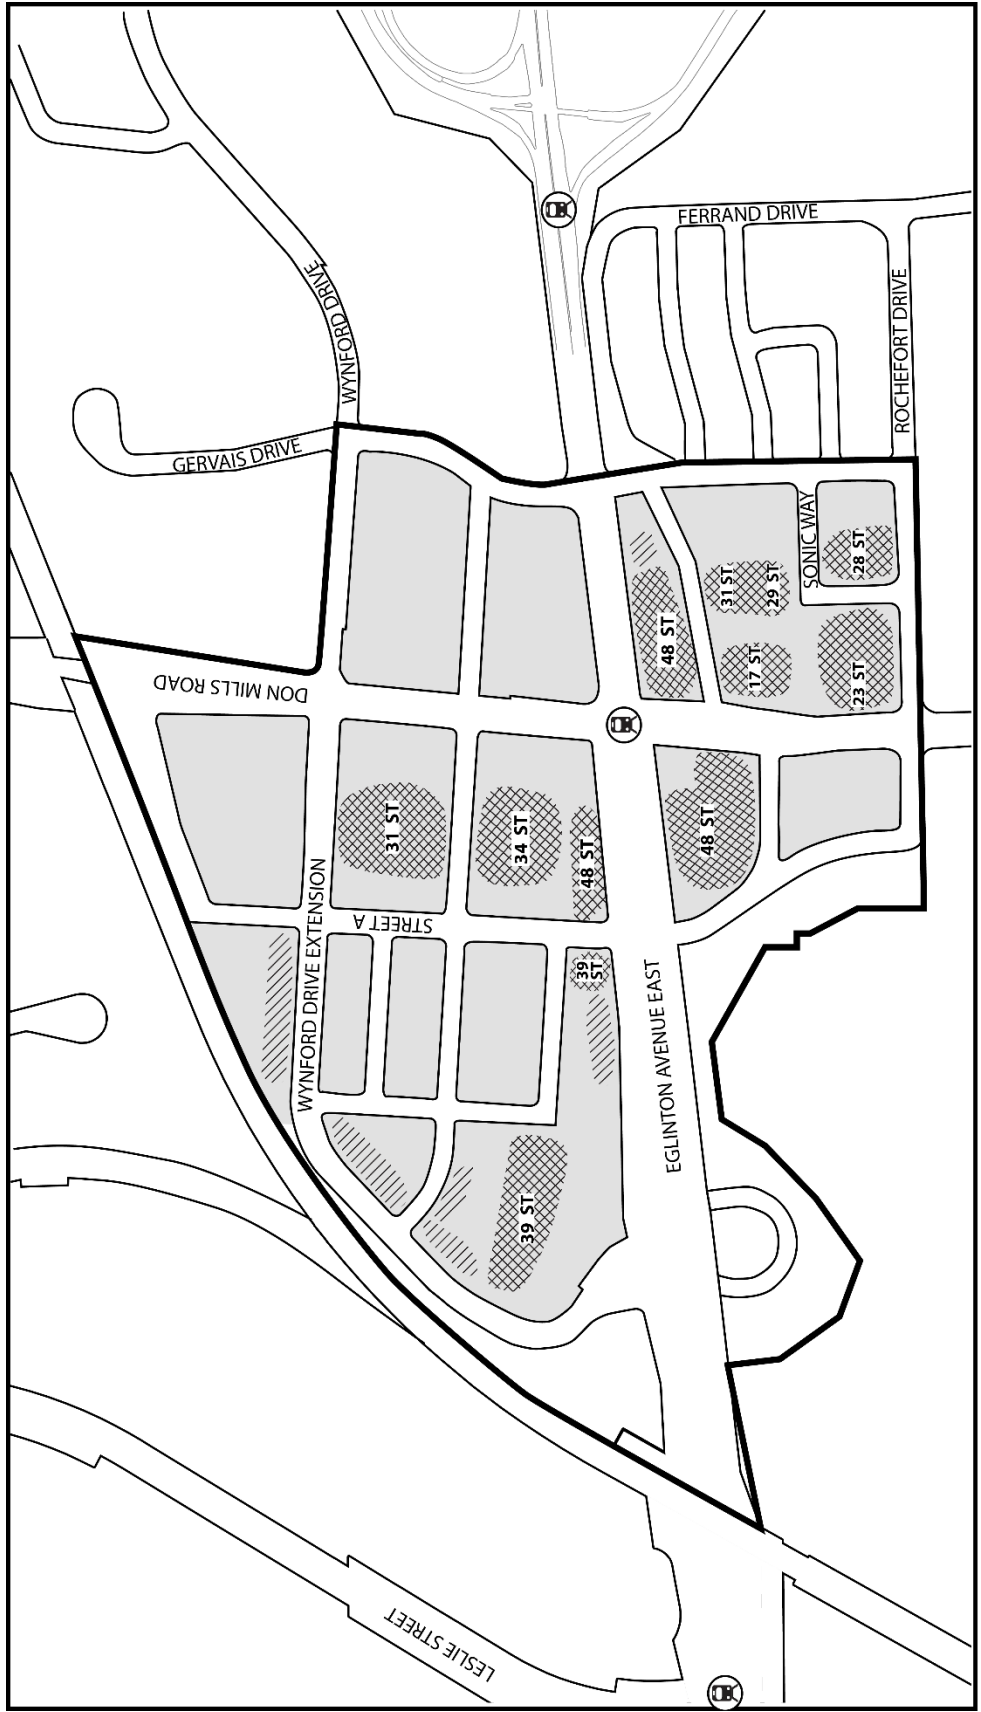 FERRAND DRIVE
ROCHEFORT DRIVE
WYNFORD DRIVE
GERVAIS DRIVE
SONIC WAY
28 ST
31 ST
29 ST
48 ST
17 ST
23 ST
DON MILLS ROAD
31 ST
34 ST
48 ST
48 ST
WYNFORD DRIVE EXTENSION
STREET A
39
ST
EGLINTON AVENUE EAST
39 ST
LESLIE STREET